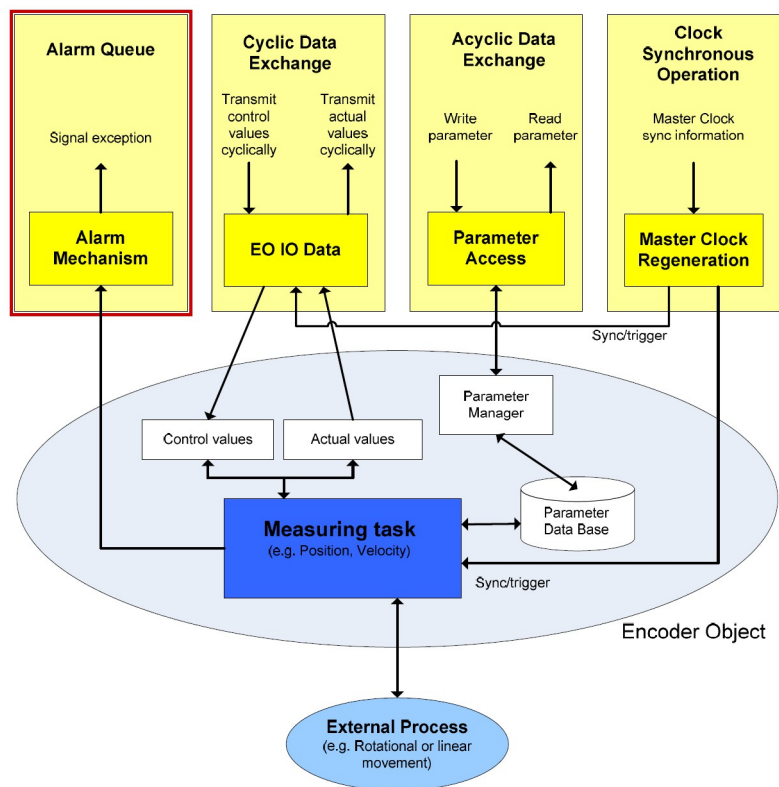 Alarm Queue
Signal exception
Alarm
Mechanism
Cyclic Data
Exchange
Transmit
control
values
cyclically
Transmit
actual
values
cyclically
EO IO Data
Acyclic Data
Exchange
Write
parameter
Read
parameter
Parameter
Access
Clock
Synchronous
Operation
Master Clock
sync information
Master Clock
Regeneration
Sync/trigger
Parameter
Manager
Control values
Actual values
Parameter
Data Base
Measuring task
(e.g. Position, Velocity)
Sync/trigger
Encoder Object
External Process
(e.g. Rotational or linear
movement)